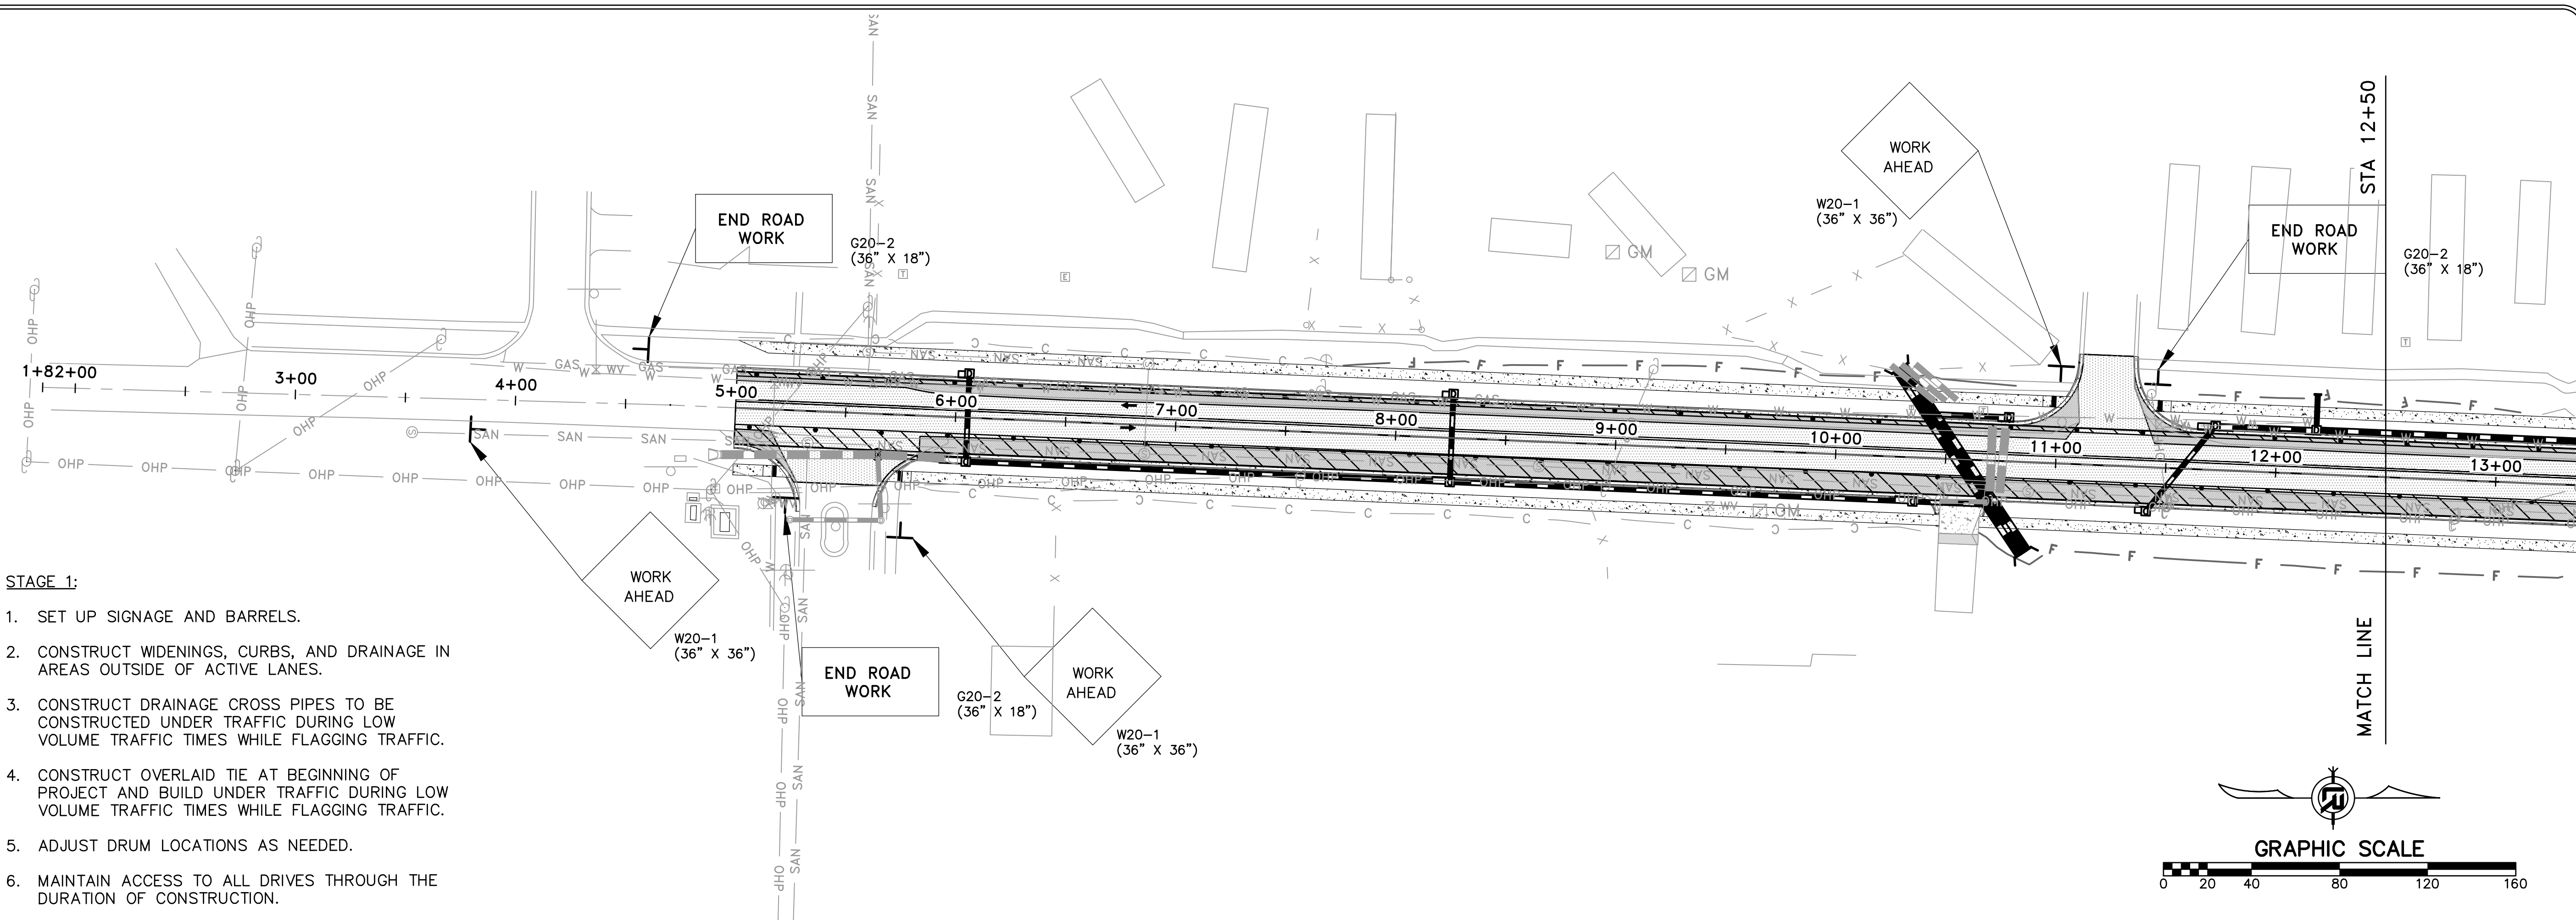 STA 12+50
MATCH LINE
WORK
AHEAD
W20-1
(36" X 36")
END ROAD
WORK
G20-2
(36" X 18")
END ROAD
WORK
G20-2
(36" X 18")
GM
GM
GM
1+82+00
3+00
4+00
5+00
6+00
7+00
8+00
9+00
10+00
11+00
12+00
13+00
WORK
AHEAD
W20-1
(36" X 36")
END ROAD
WORK
G20-2
(36" X 18")
WORK
AHEAD
W20-1
(36" X 36")
OHP
SAN
GAS
W
WV
C
F
X
T
E
S
STAGE 1:
1. SET UP SIGNAGE AND BARRELS.
2. CONSTRUCT WIDENINGS, CURBS, AND DRAINAGE IN
AREAS OUTSIDE OF ACTIVE LANES.
3. CONSTRUCT DRAINAGE CROSS PIPES TO BE
CONSTRUCTED UNDER TRAFFIC DURING LOW
VOLUME TRAFFIC TIMES WHILE FLAGGING TRAFFIC.
4. CONSTRUCT OVERLAID TIE AT BEGINNING OF
PROJECT AND BUILD UNDER TRAFFIC DURING LOW
VOLUME TRAFFIC TIMES WHILE FLAGGING TRAFFIC.
5. ADJUST DRUM LOCATIONS AS NEEDED.
6. MAINTAIN ACCESS TO ALL DRIVES THROUGH THE
DURATION OF CONSTRUCTION.
GRAPHIC SCALE
0 20 40 80 120 160